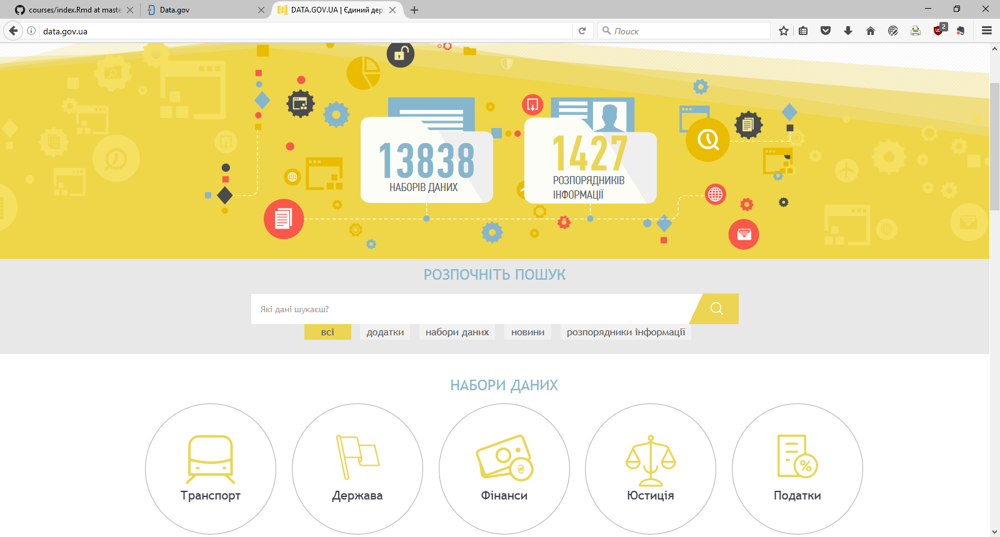 courses/index.Rmd at maste
Data.gov
DATA.GOV.UA | Єдиний дер
data.gov.ua
Поиск
2
13838
НАБОРІВ ДАНИХ
1427
РОЗПОРЯДНИКІВ
ІНФОРМАЦІЇ
РОЗПОЧНІТЬ ПОШУК
Які дані шукаєш?
всі
додатки
набори даних
новини
розпорядники інформації
НАБОРИ ДАНИХ
Транспорт
Держава
Фінанси
Юстиція
Податки